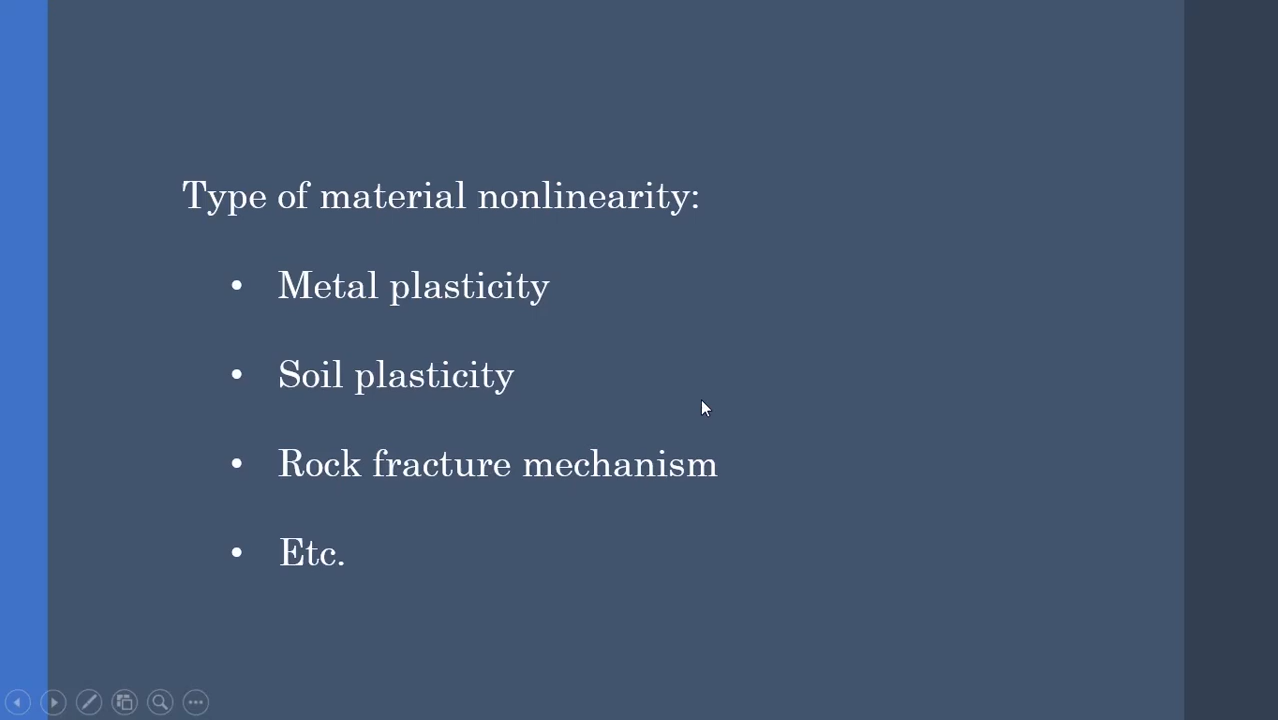 Type of material nonlinearity:
• Metal plasticity
• Soil plasticity
• Rock fracture mechanism
• Etc.